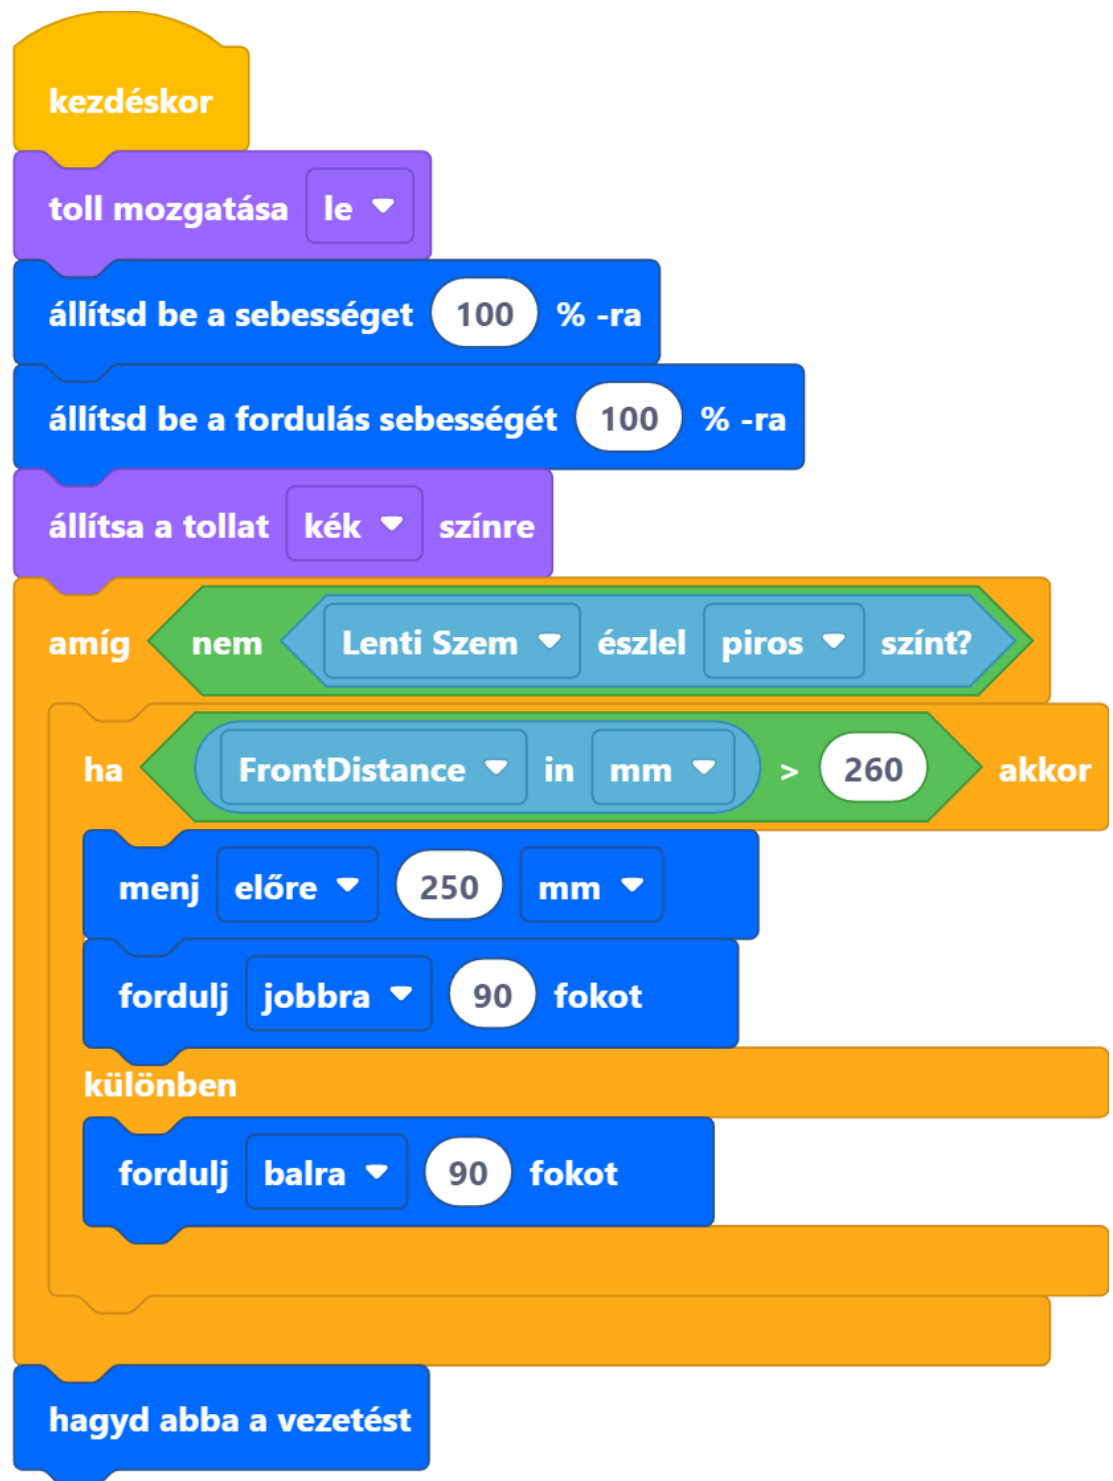 kezdéskor
toll mozgatása le
állítsd be a sebességet 100 % -ra
állítsd be a fordulás sebességét 100 % -ra
állítsa a tollat kék színre
amíg nem Lenti Szem észlel piros színt?
ha FrontDistance in mm > 260 akkor
menj előre 250 mm
fordulj jobbra 90 fokot
különben
fordulj balra 90 fokot
hagyd abba a vezetést